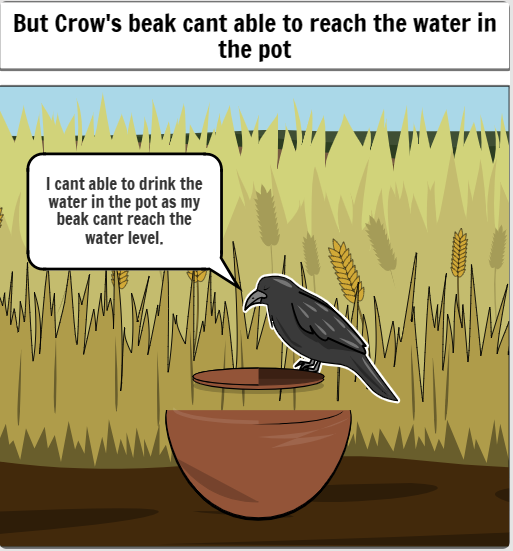 But Crow's beak cant able to reach the water in
the pot
I cant able to drink the
water in the pot as my
beak cant reach the
water level.